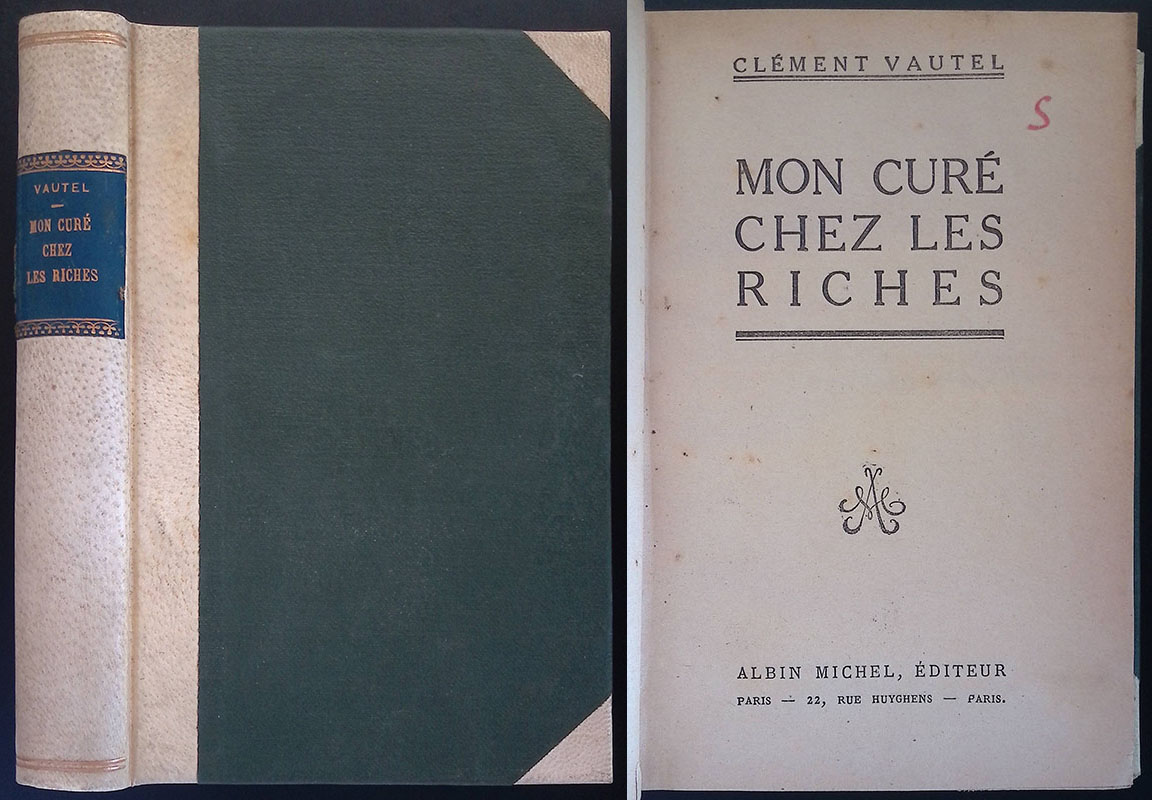 VAUTEL
MON CURÉ
CHEZ
LES RICHES
CLÉMENT VAUTEL
S
MON CURÉ
CHEZ LES
RICHES
ALBIN MICHEL, ÉDITEUR
PARIS — 22, RUE HUYGHENS — PARIS.